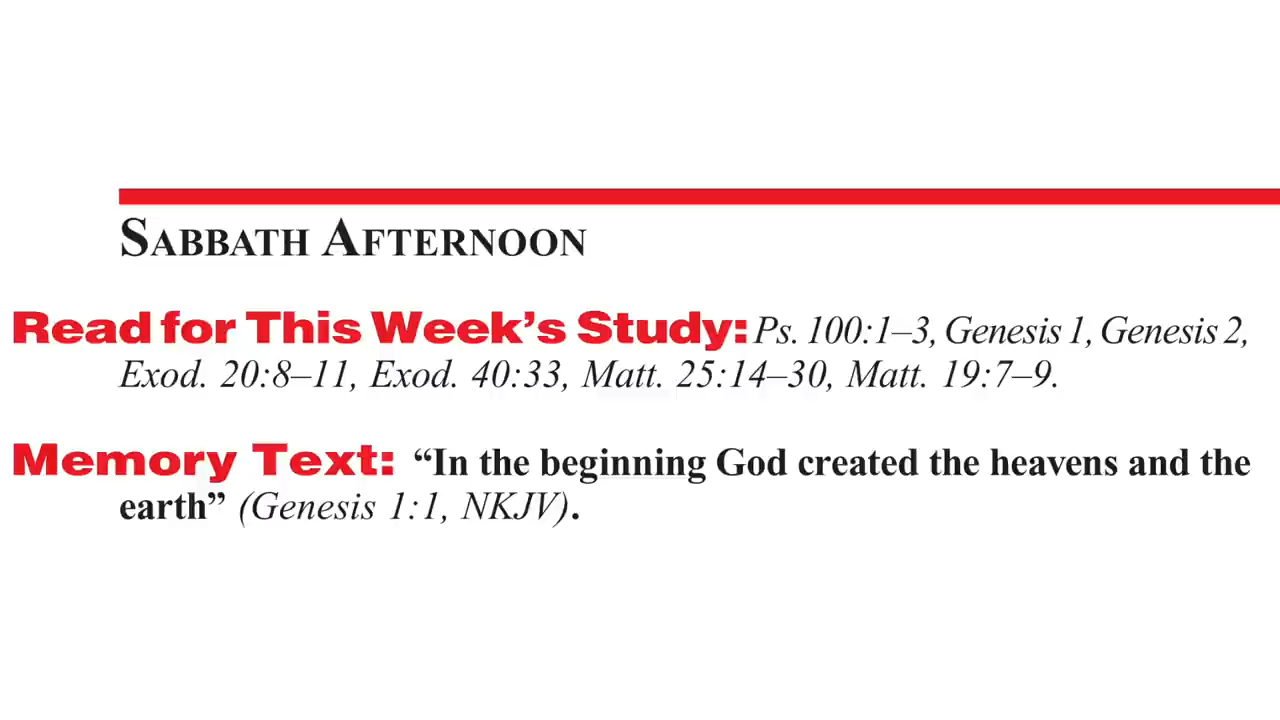 SABBATH AFTERNOON
Read for This Week’s Study: Ps. 100:1–3, Genesis 1, Genesis 2,
Exod. 20:8–11, Exod. 40:33, Matt. 25:14–30, Matt. 19:7–9.
Memory Text: “In the beginning God created the heavens and the
earth” (Genesis 1:1, NKJV).